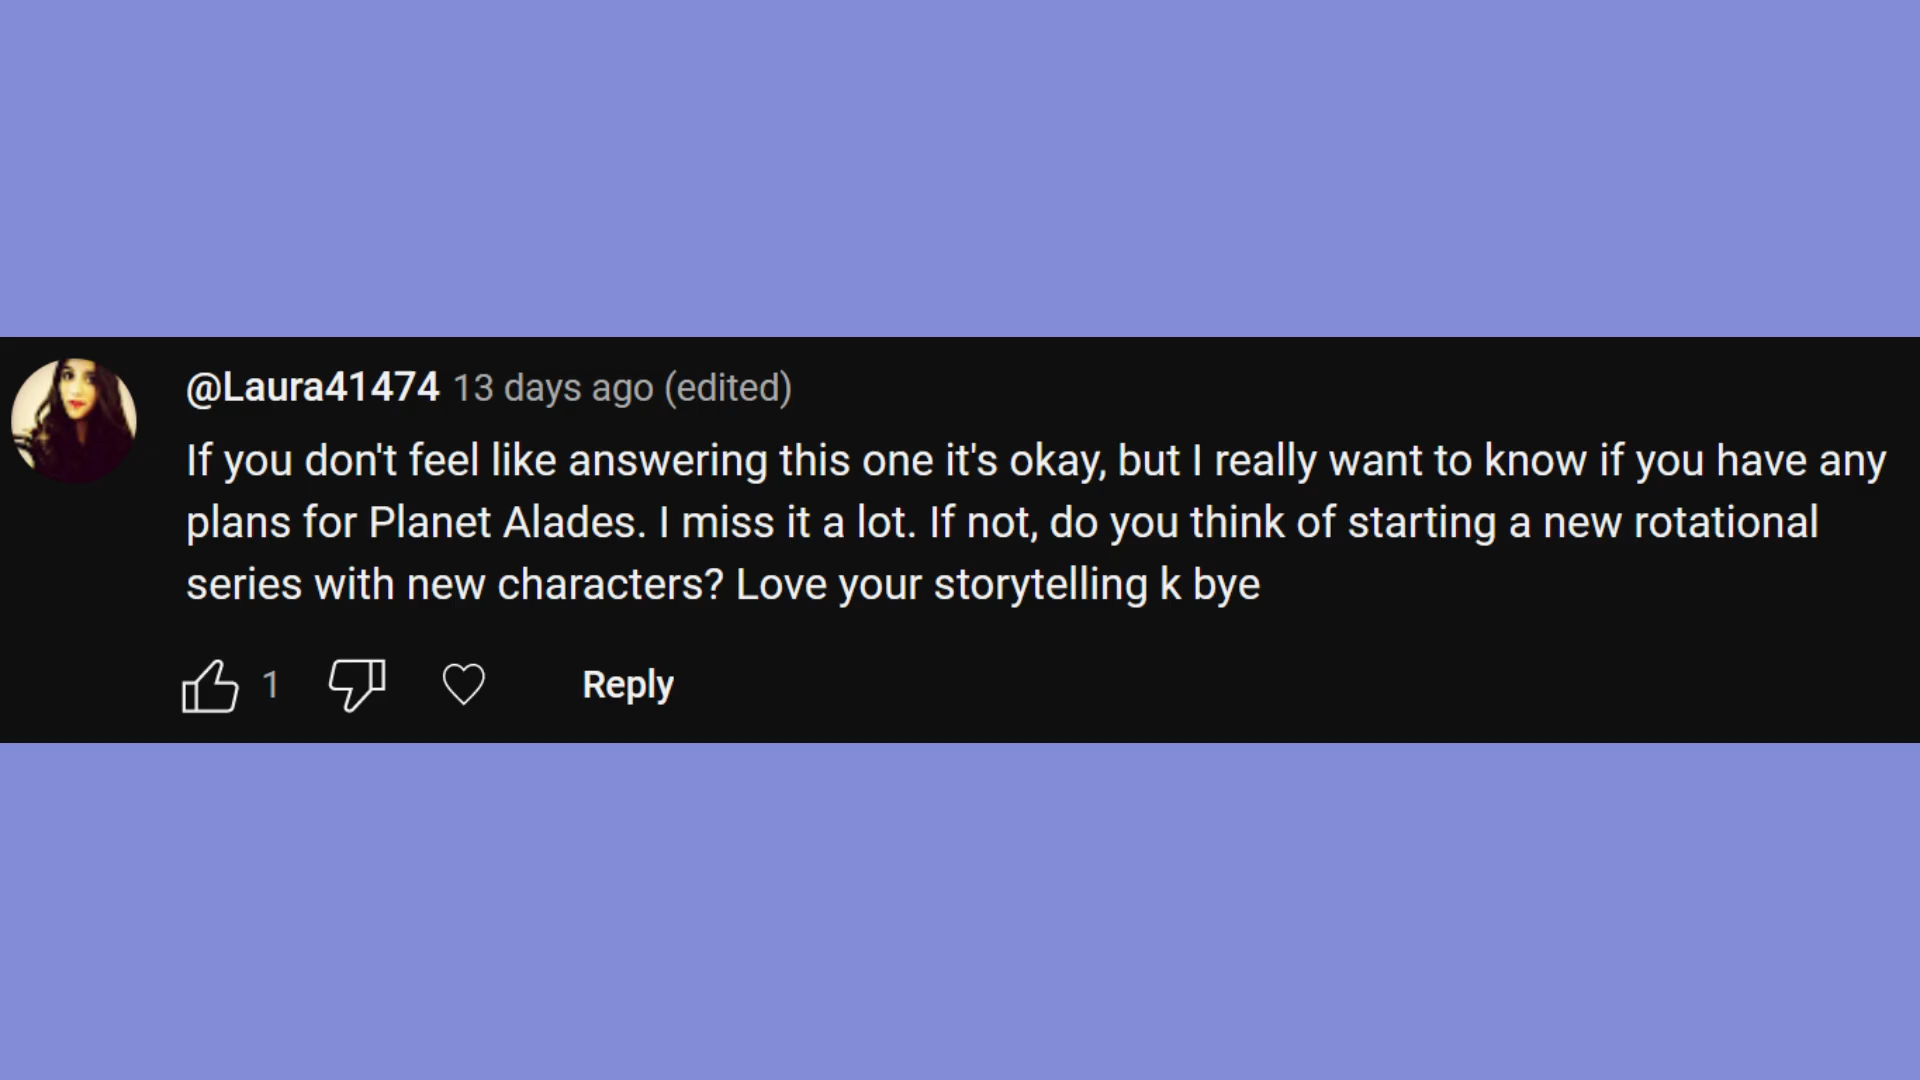 @Laura41474 13 days ago (edited)
If you don't feel like answering this one it's okay, but I really want to know if you have any
plans for Planet Alades. I miss it a lot. If not, do you think of starting a new rotational
series with new characters? Love your storytelling k bye
1 Reply